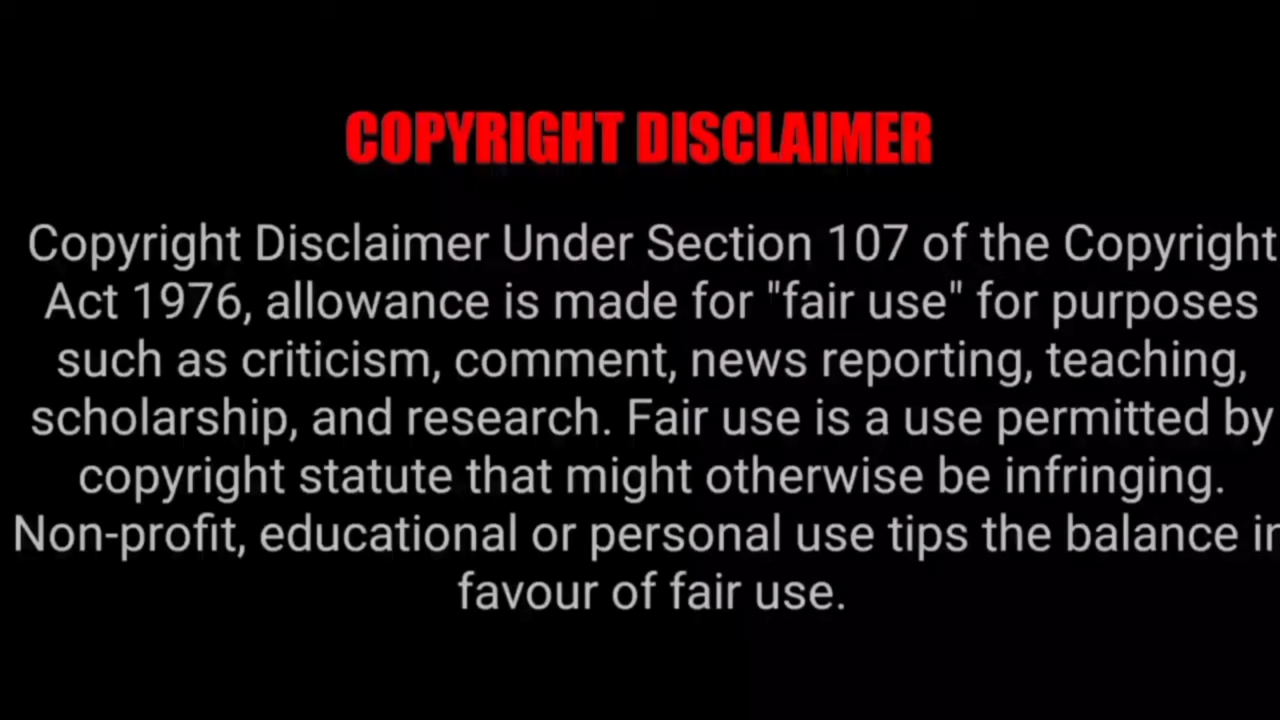 COPYRIGHT DISCLAIMER
Copyright Disclaimer Under Section 107 of the Copyright
Act 1976, allowance is made for "fair use" for purposes
such as criticism, comment, news reporting, teaching,
scholarship, and research. Fair use is a use permitted by
copyright statute that might otherwise be infringing.
Non-profit, educational or personal use tips the balance in
favour of fair use.